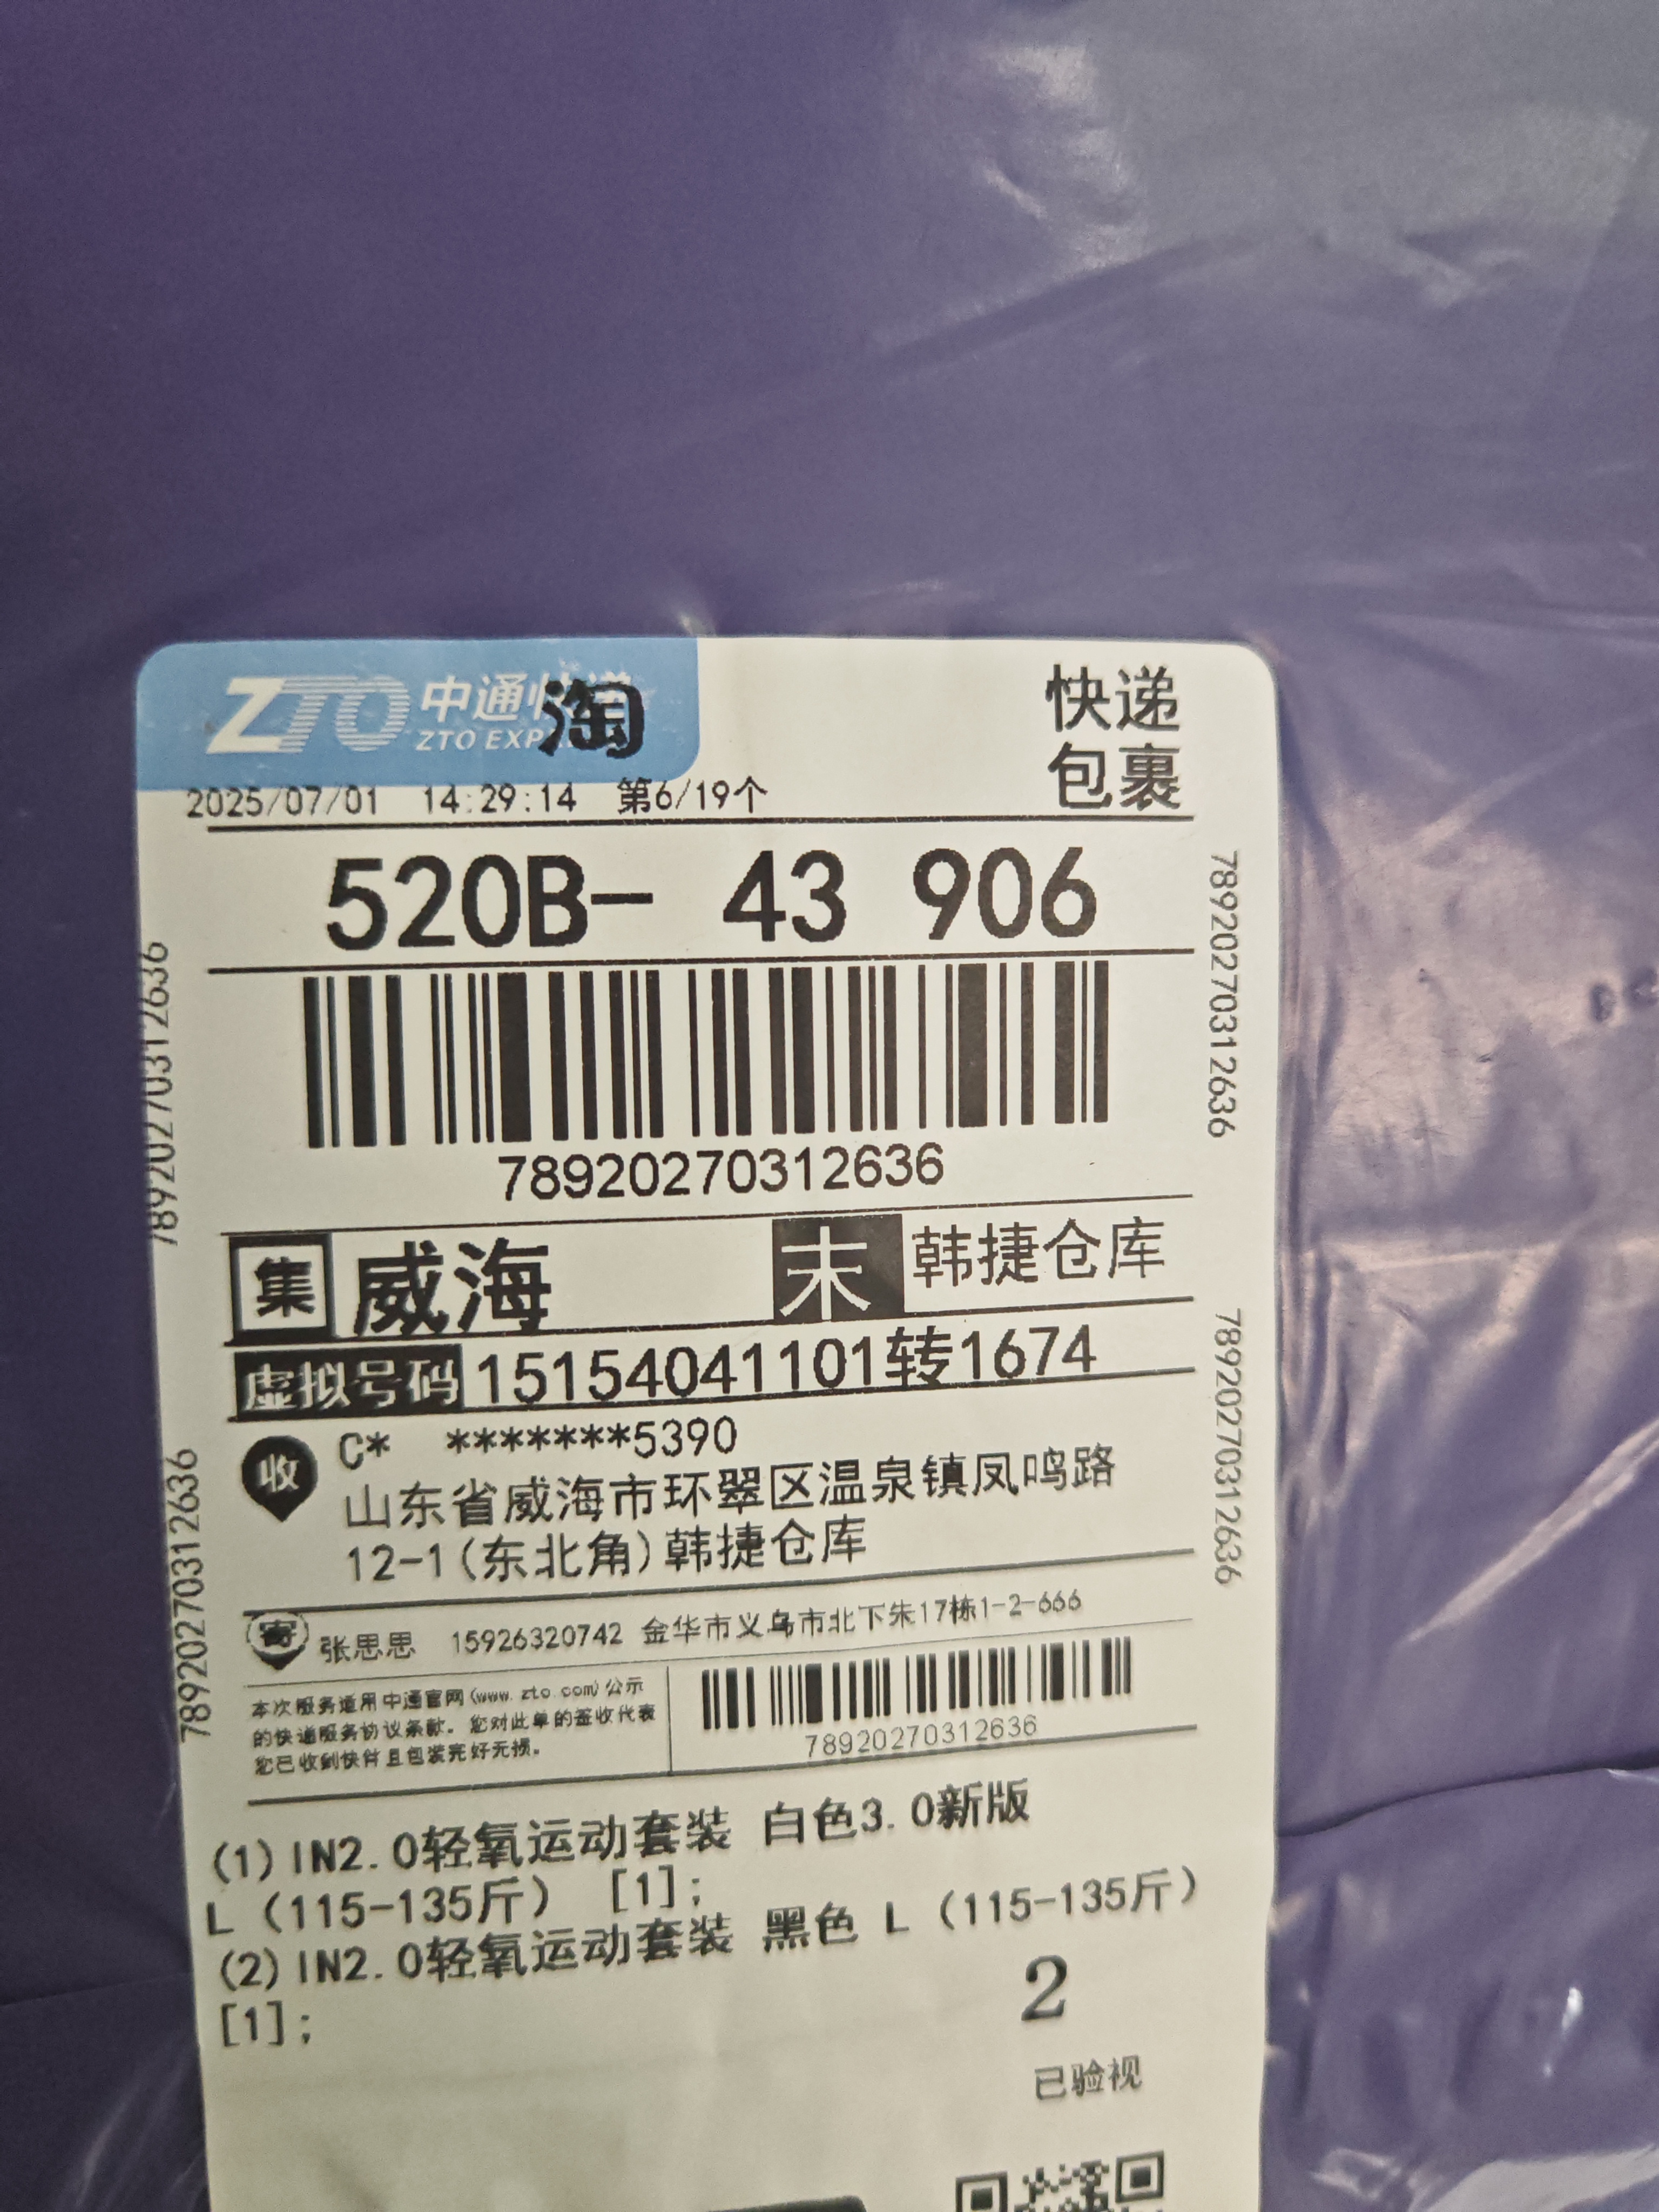 ZTO 中通快递 淘
ZTO EXP
快递
包裹
2025/07/01 14:29:14 第6/19个
520B- 43 906
78920270312636
集 威海 末 韩捷仓库
虚拟号码 15154041101转1674
收 C* *******5390
山东省威海市环翠区温泉镇凤鸣路
12-1(东北角)韩捷仓库
寄 张思思 15926320742 金华市义乌市北下朱17栋1-2-666
本次服务适用中通官网(www.zto.com)公示
的快递服务协议条款。您对此单的签收代表
您已收到快件且包装完好无损。
78920270312636
(1)IN2.0轻氧运动套装 白色3.0新版
L（115-135斤） [1];
(2)IN2.0轻氧运动套装 黑色 L（115-135斤）
[1];
2
已验视
78920270312636
78920270312636
78920270312636
78920270312636